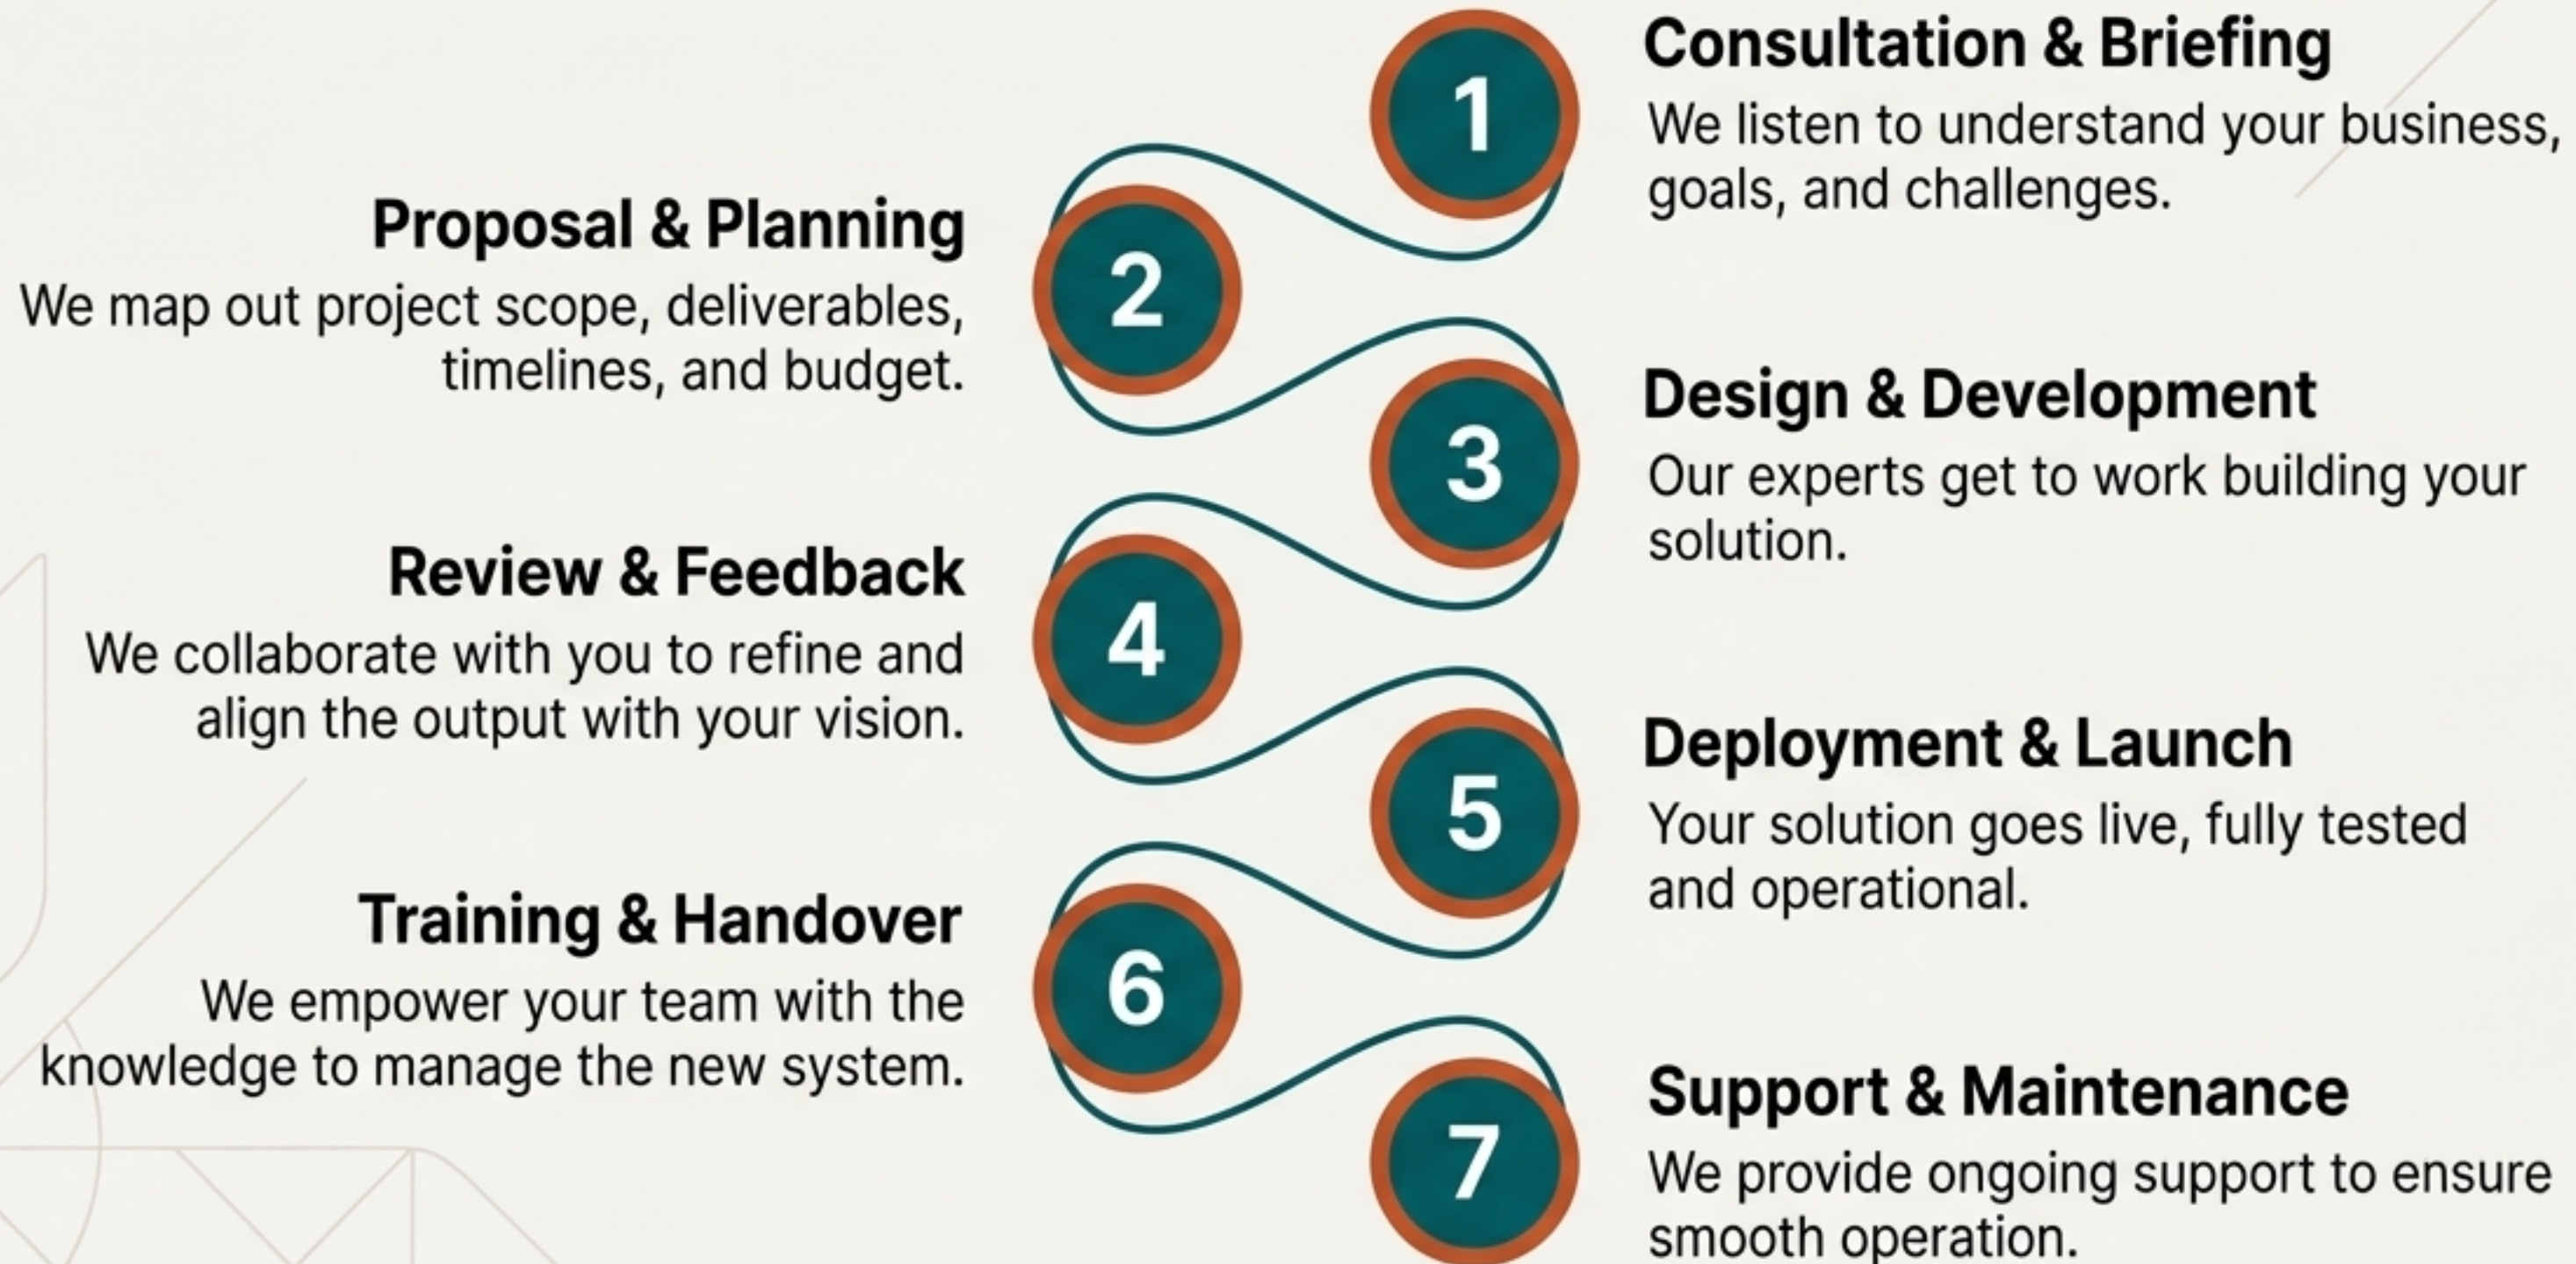 1
Consultation & Briefing
We listen to understand your business,
goals, and challenges.
2
Proposal & Planning
We map out project scope, deliverables,
timelines, and budget.
3
Design & Development
Our experts get to work building your
solution.
4
Review & Feedback
We collaborate with you to refine and
align the output with your vision.
5
Deployment & Launch
Your solution goes live, fully tested
and operational.
6
Training & Handover
We empower your team with the
knowledge to manage the new system.
7
Support & Maintenance
We provide ongoing support to ensure
smooth operation.